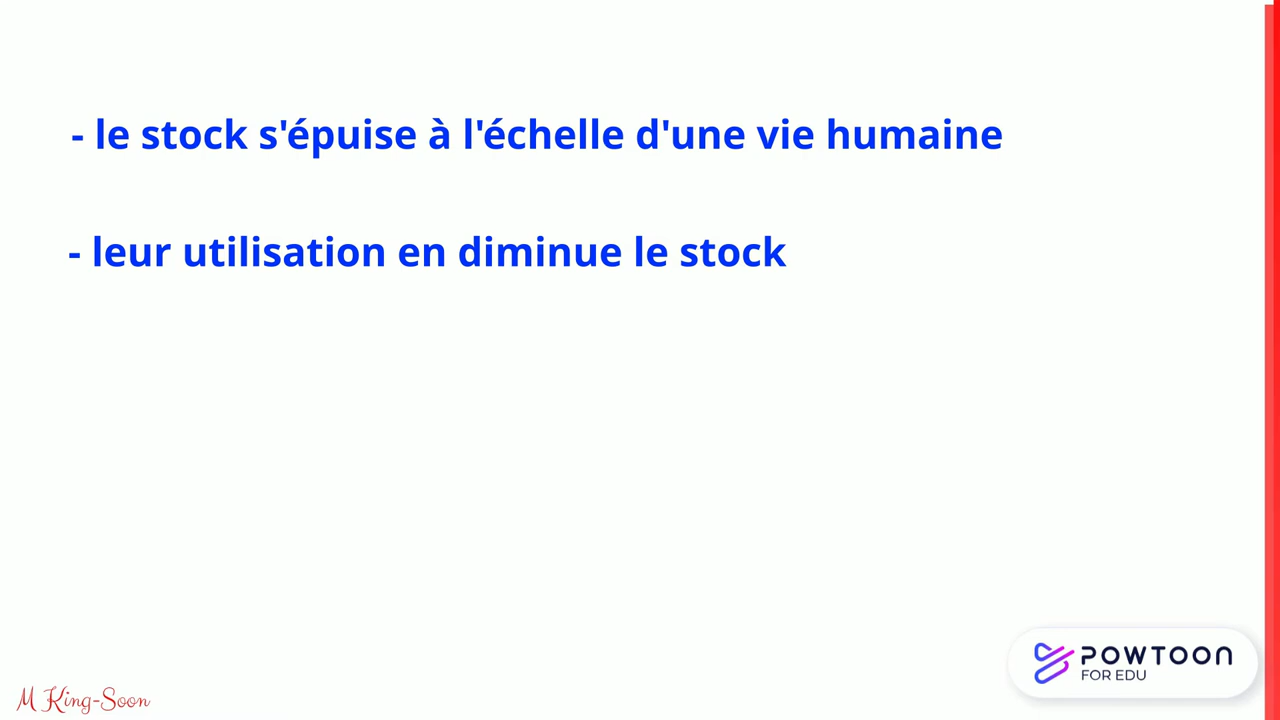 - le stock s'épuise à l'échelle d'une vie humaine
- leur utilisation en diminue le stock
POWTOON
FOR EDU
M King-Soon